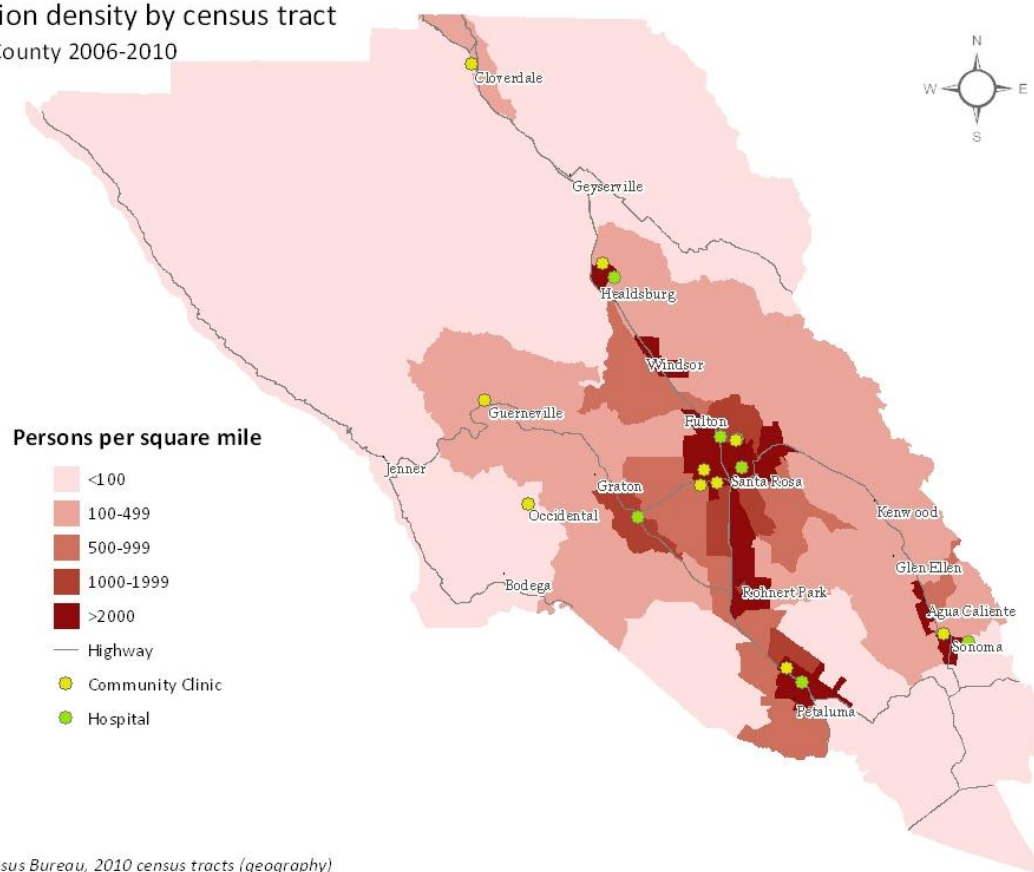 ion density by census tract
County 2006-2010
N
W
E
S
Cloverdale
Geyserville
Healdsburg
Windsor
Guerneville
Fulton
Persons per square mile
<100
100-499
500-999
1000-1999
>2000
Highway
Community Clinic
Hospital
Jenner
Graton
Santa Rosa
Occidental
Kenwood
Glen Ellen
Bodega
Rohnert Park
Agua Caliente
Sonoma
Petaluma
sus Bureau, 2010 census tracts (geography)